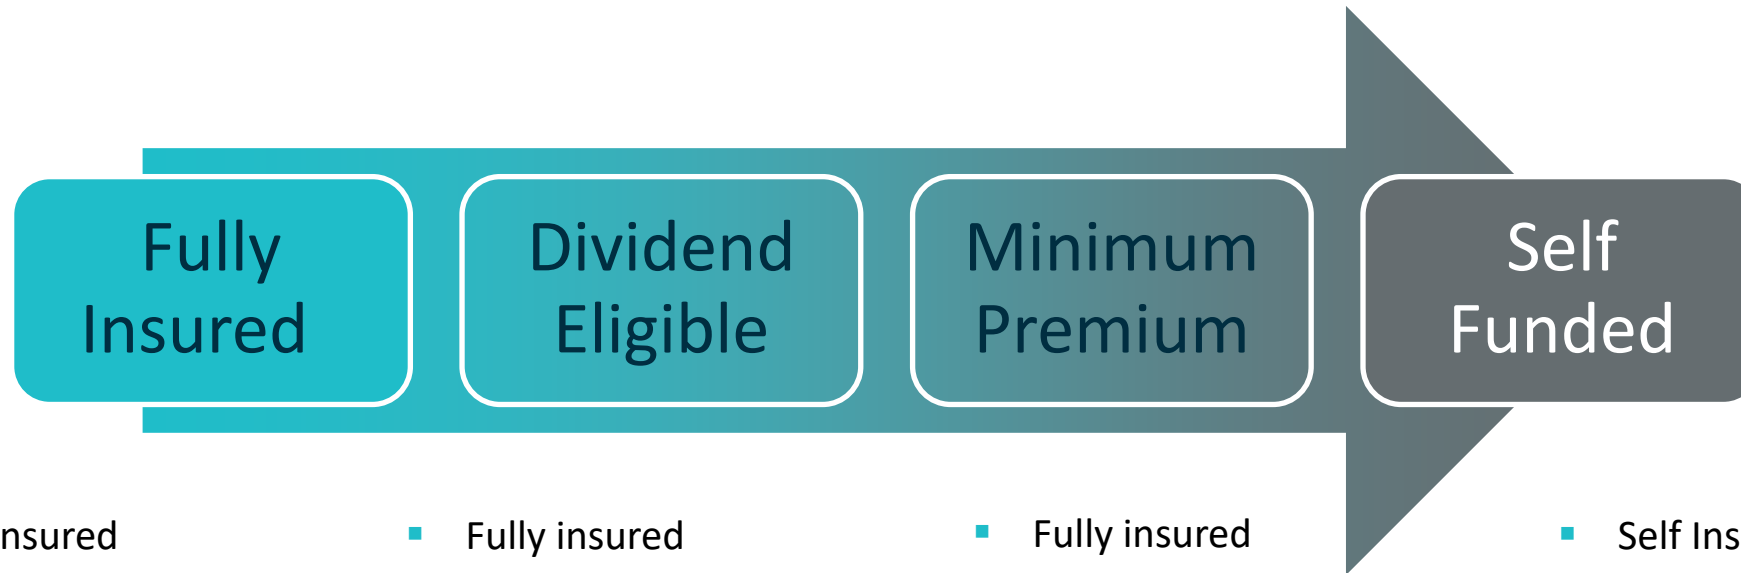 Fully
Insured
Dividend
Eligible
Minimum
Premium
Self
Funded
nsured
Fully insured
Fully insured
Self Ins